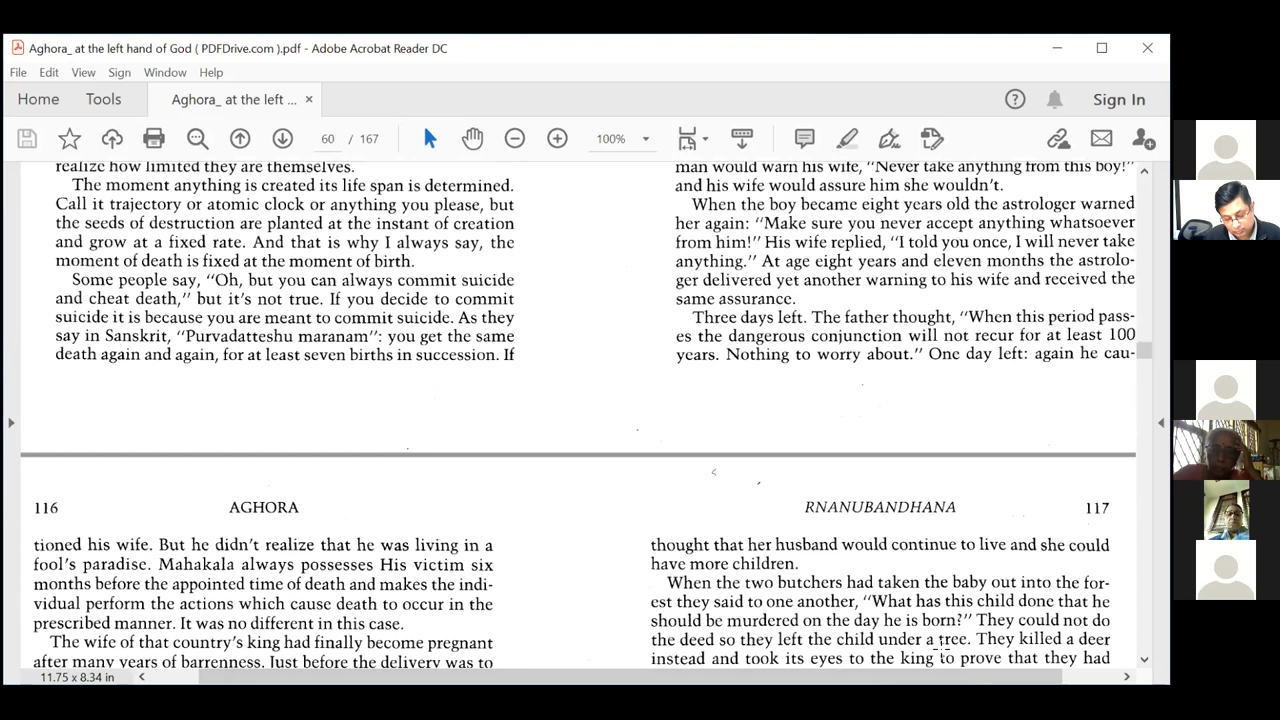 Aghora_ at the left hand of God ( PDFDrive.com ).pdf - Adobe Acrobat Reader DC
File Edit View Sign Window Help
Home Tools Aghora_ at the left ... × Sign In
60 / 167 100%
realize how limited they are themselves.
The moment anything is created its life span is determined.
Call it trajectory or atomic clock or anything you please, but
the seeds of destruction are planted at the instant of creation
and grow at a fixed rate. And that is why I always say, the
moment of death is fixed at the moment of birth.
Some people say, "Oh, but you can always commit suicide
and cheat death," but it's not true. If you decide to commit
suicide it is because you are meant to commit suicide. As they
say in Sanskrit, "Purvadatteshu maranam": you get the same
death again and again, for at least seven births in succession. If
man would warn his wife, "Never take anything from this boy!"
and his wife would assure him she wouldn't.
When the boy became eight years old the astrologer warned
her again: "Make sure you never accept anything whatsoever
from him!" His wife replied, "I told you once, I will never take
anything." At age eight years and eleven months the astrolo-
ger delivered yet another warning to his wife and received the
same assurance.
Three days left. The father thought, "When this period pass-
es the dangerous conjunction will not recur for at least 100
years. Nothing to worry about." One day left: again he cau-
116 AGHORA
tioned his wife. But he didn't realize that he was living in a
fool's paradise. Mahakala always possesses His victim six
months before the appointed time of death and makes the indi-
vidual perform the actions which cause death to occur in the
prescribed manner. It was no different in this case.
The wife of that country's king had finally become pregnant
after many years of barrenness. Just before the delivery was to
RNANUBANDHANA 117
thought that her husband would continue to live and she could
have more children.
When the two butchers had taken the baby out into the for-
est they said to one another, "What has this child done that he
should be murdered on the day he is born?" They could not do
the deed so they left the child under a tree. They killed a deer
instead and took its eyes to the king to prove that they had
11.75 x 8.34 in